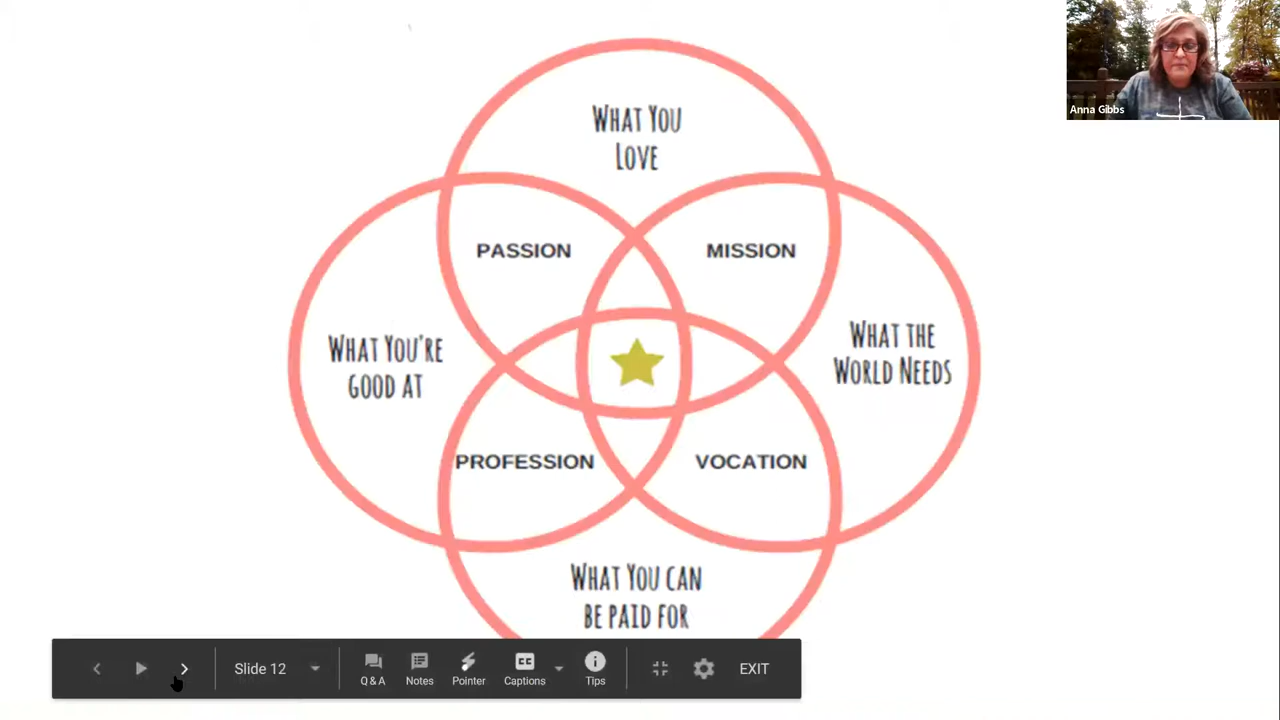 Anna Gibbs
WHAT YOU
LOVE
PASSION
MISSION
WHAT YOU'RE
GOOD AT
WHAT THE
WORLD NEEDS
PROFESSION
VOCATION
WHAT YOU CAN
BE PAID FOR
Slide 12
Q & A
Notes
Pointer
CC
Captions
Tips
EXIT